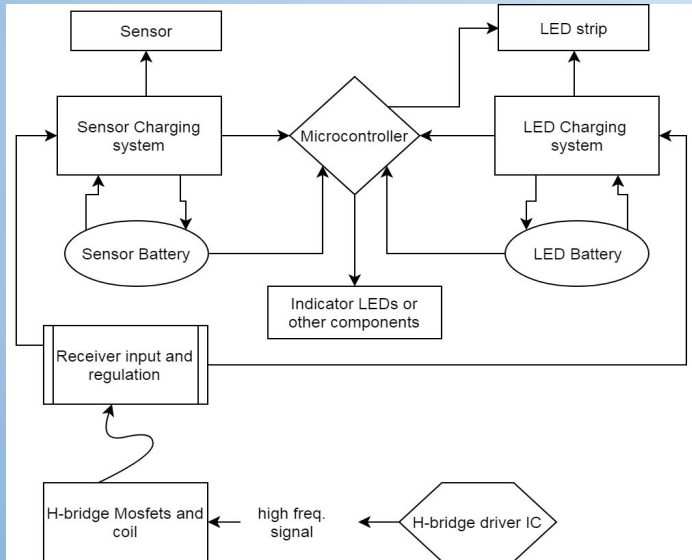 Sensor
LED strip
Sensor Charging
system
Microcontroller
LED Charging
system
Sensor Battery
LED Battery
Indicator LEDs or
other components
Receiver input and
regulation
H-bridge Mosfets and
coil
high freq.
signal
H-bridge driver IC